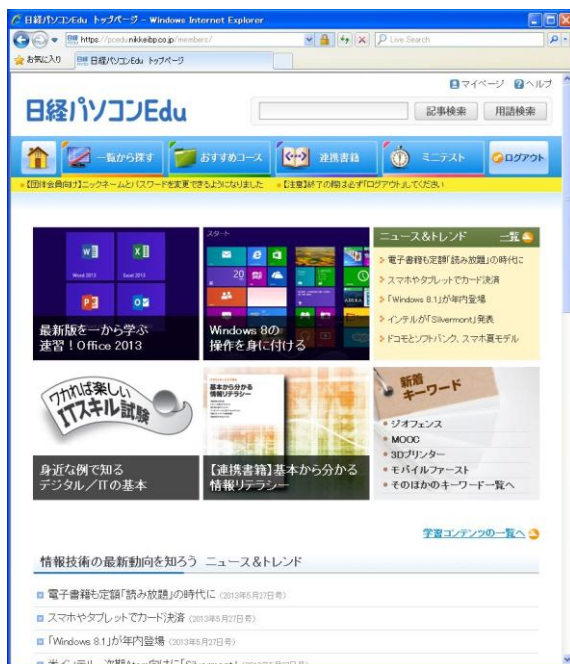 日経パソコンEdu トップページ - Windows Internet Explorer
https://pcedu.nikkeibp.co.jp/members/
Live Search
お気に入り
日経パソコンEdu トップページ
マイページ
ヘルプ
日経パソコンEdu
記事検索
用語検索
一覧から探す
おすすめコース
連携書籍
ミニテスト
ログアウト
【団体会員向け】ニックネームとパスワードを変更できるようになりました
【注意】終了の際は必ず「ログアウト」してください
Word 2013
Excel 2013
最新版を一から学ぶ
速習!Office 2013
スタート
20
Windows 8の
操作を身に付ける
ニュース&トレンド
一覧
電子書籍も定額「読み放題」の時代に
スマホやタブレットでカード決済
「Windows 8.1」が年内登場
インテルが「Silvermont」発表
ドコモとソフトバンク、スマホ夏モデル
ワカれば楽しい
ITスキル試験
身近な例で知る
デジタル/ITの基本
基本から分かる
情報リテラシー
【連携書籍】基本から分かる
情報リテラシー
新着
キーワード
ジオフェンス
MOOC
3Dプリンター
モバイルファースト
そのほかのキーワード一覧へ
学習コンテンツの一覧へ
情報技術の最新動向を知ろう ニュース&トレンド
電子書籍も定額「読み放題」の時代に (2013年5月27日号)
スマホやタブレットでカード決済 (2013年5月27日号)
「Windows 8.1」が年内登場 (2013年5月27日号)